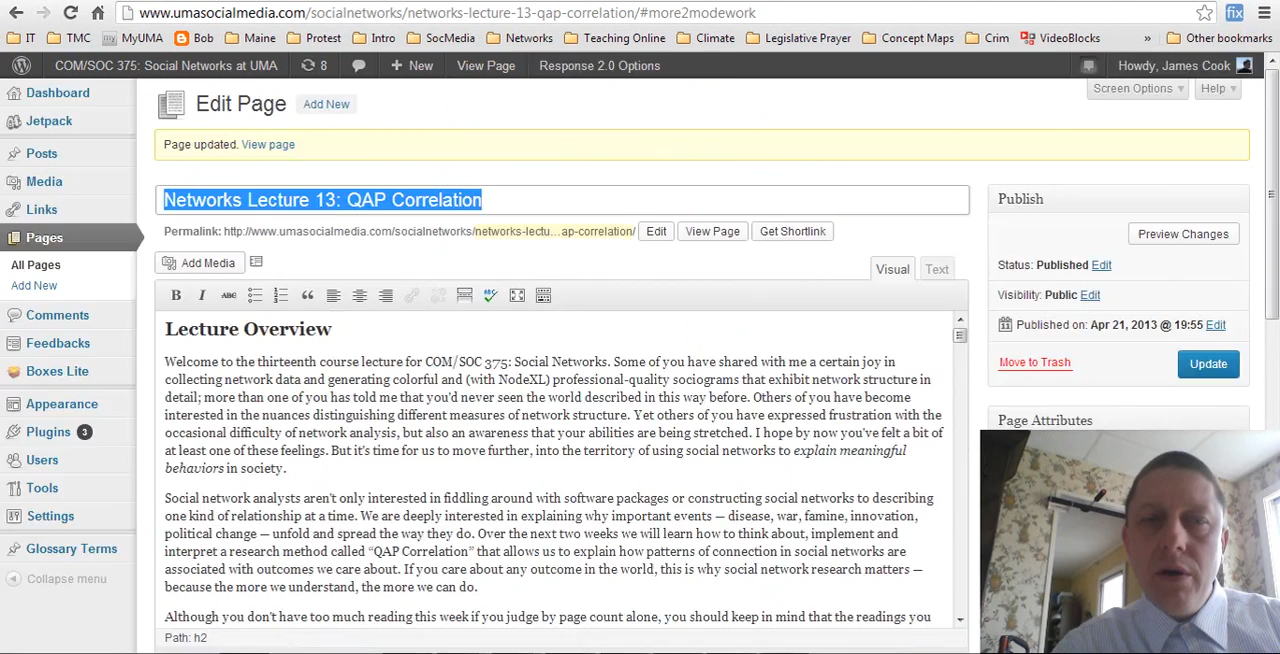 www.umasocialmedia.com/socialnetworks/networks-lecture-13-qap-correlation/#more2modework
fix
IT TMC my MyUMA Bob Maine Protest Intro SocMedia Networks Teaching Online Climate Legislative Prayer Concept Maps Crim VideoBlocks » Other bookmarks
COM/SOC 375: Social Networks at UMA 8 + New View Page Response 2.0 Options Howdy, James Cook
Screen Options Help
Dashboard
Jetpack
Posts
Media
Links
Pages
All Pages
Add New
Comments
Feedbacks
Boxes Lite
Appearance
Plugins 3
Users
Tools
Settings
Glossary Terms
Collapse menu
Edit Page Add New
Page updated. View page
Networks Lecture 13: QAP Correlation
Permalink: http://www.umasocialmedia.com/socialnetworks/networks-lectu…ap-correlation/ Edit View Page Get Shortlink
Add Media
Visual Text
B I ABC
Lecture Overview
Welcome to the thirteenth course lecture for COM/SOC 375: Social Networks. Some of you have shared with me a certain joy in
collecting network data and generating colorful and (with NodeXL) professional-quality sociograms that exhibit network structure in
detail; more than one of you has told me that you'd never seen the world described in this way before. Others of you have become
interested in the nuances distinguishing different measures of network structure. Yet others of you have expressed frustration with the
occasional difficulty of network analysis, but also an awareness that your abilities are being stretched. I hope by now you've felt a bit of
at least one of these feelings. But it's time for us to move further, into the territory of using social networks to explain meaningful
behaviors in society.
Social network analysts aren't only interested in fiddling around with software packages or constructing social networks to describing
one kind of relationship at a time. We are deeply interested in explaining why important events — disease, war, famine, innovation,
political change — unfold and spread the way they do. Over the next two weeks we will learn how to think about, implement and
interpret a research method called “QAP Correlation” that allows us to explain how patterns of connection in social networks are
associated with outcomes we care about. If you care about any outcome in the world, this is why social network research matters —
because the more we understand, the more we can do.
Although you don't have too much reading this week if you judge by page count alone, you should keep in mind that the readings you
Path: h2
Publish
Preview Changes
Status: Published Edit
Visibility: Public Edit
Published on: Apr 21, 2013 @ 19:55 Edit
Move to Trash Update
Page Attributes